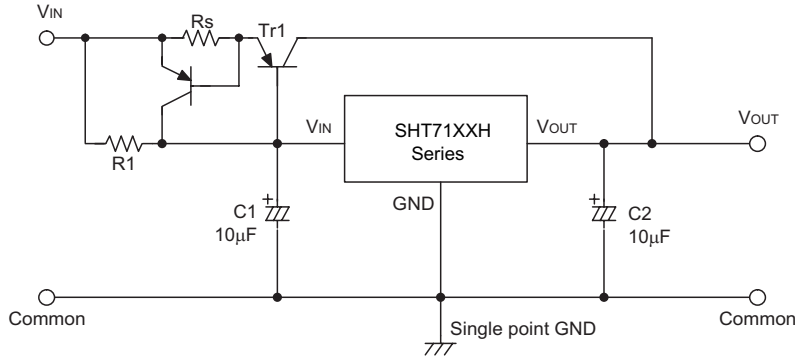 VIN
Rs
Tr1
R1
VIN
SHT71XXH
Series
VOUT
VOUT
GND
C1
10μF
C2
10μF
Common
Single point GND
Common